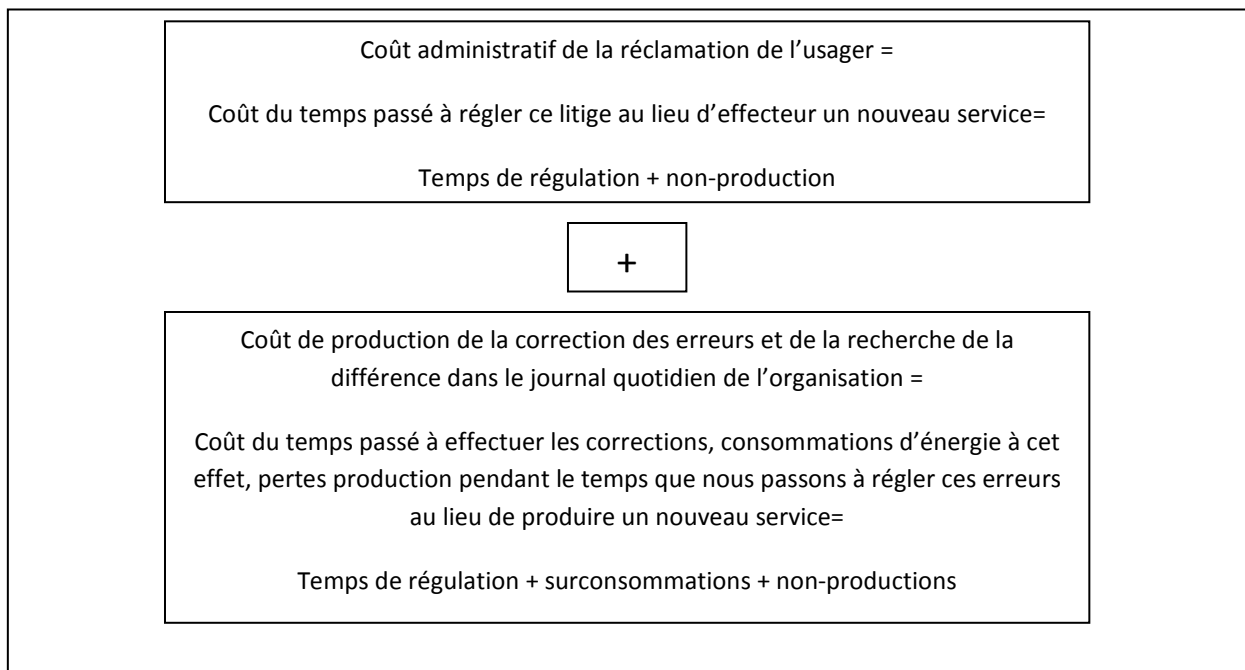 Coût administratif de la réclamation de l’usager =
Coût du temps passé à régler ce litige au lieu d’effecteur un nouveau service=
Temps de régulation + non-production
+
Coût de production de la correction des erreurs et de la recherche de la
différence dans le journal quotidien de l’organisation =
Coût du temps passé à effectuer les corrections, consommations d’énergie à cet
effet, pertes production pendant le temps que nous passons à régler ces erreurs
au lieu de produire un nouveau service=
Temps de régulation + surconsommations + non-productions